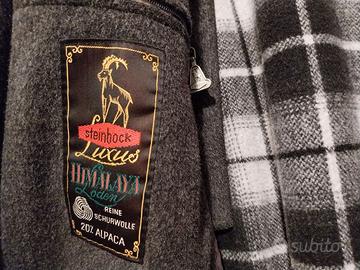 steinbock
Luxus
HIMALAYA
Loden
REINE
SCHURWOLLE
20% ALPACA
subito